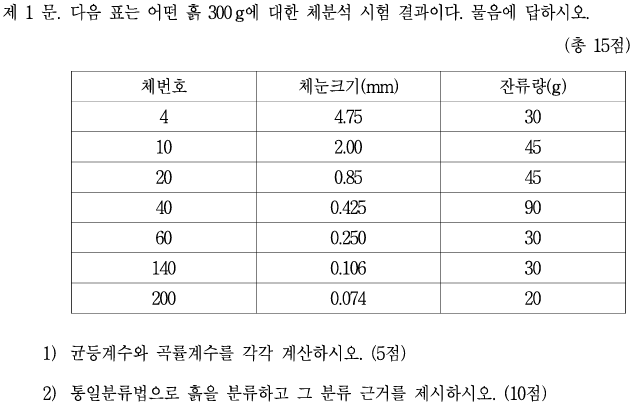 제 1 문. 다음 표는 어떤 흙 300g에 대한 체분석 시험 결과이다. 물음에 답하시오.
(총 15점)
체번호 체눈크기(mm) 잔류량(g)
4 4.75 30
10 2.00 45
20 0.85 45
40 0.425 90
60 0.250 30
140 0.106 30
200 0.074 20
1) 균등계수와 곡률계수를 각각 계산하시오. (5점)
2) 통일분류법으로 흙을 분류하고 그 분류 근거를 제시하시오. (10점)